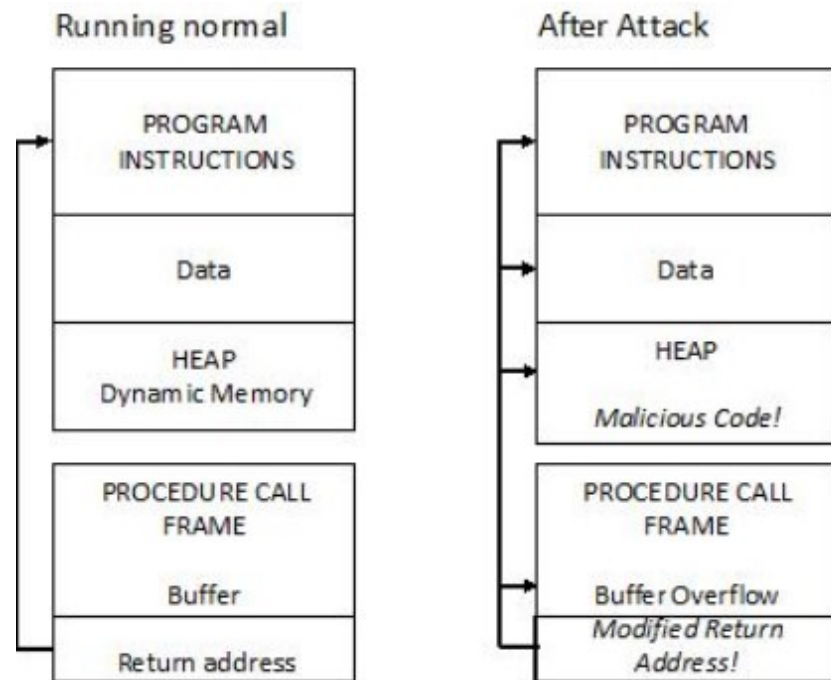 Running normal
PROGRAM
INSTRUCTIONS
Data
HEAP
Dynamic Memory
PROCEDURE CALL
FRAME
Buffer
Return address
After Attack
PROGRAM
INSTRUCTIONS
Data
HEAP
Malicious Code!
PROCEDURE CALL
FRAME
Buffer Overflow
Modified Return
Address!